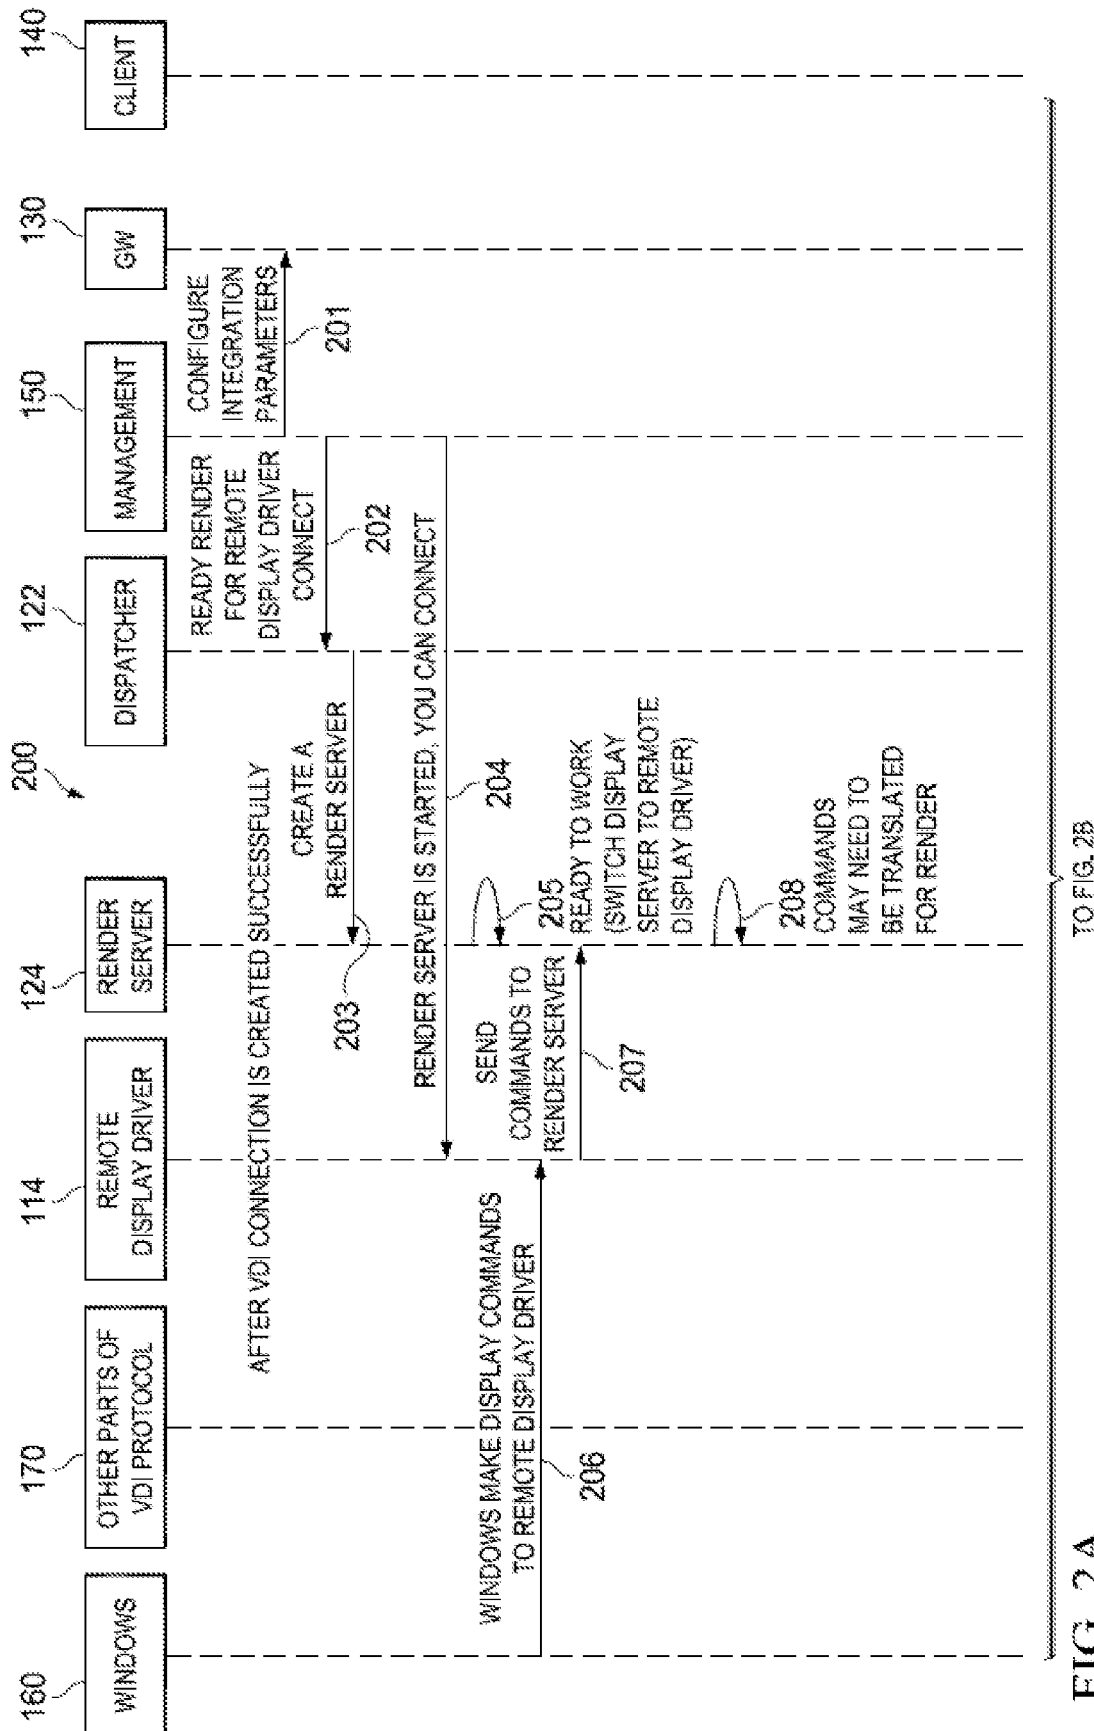 200
160
170
114
124
122
150
130
140
WINDOWS
OTHER PARTS OF
VDI PROTOCOL
REMOTE
DISPLAY DRIVER
RENDER
SERVER
DISPATCHER
MANAGEMENT
GW
CLIENT
CONFIGURE
INTEGRATION
PARAMETERS
201
READY RENDER
FOR REMOTE
DISPLAY DRIVER
CONNECT
202
AFTER VDI CONNECTION IS CREATED SUCCESSFULLY
CREATE A
RENDER SERVER
203
RENDER SERVER IS STARTED, YOU CAN CONNECT
204
205
READY TO WORK
(SWITCH DISPLAY
SERVER TO REMOTE
DISPLAY DRIVER)
WINDOWS MAKE DISPLAY COMMANDS
TO REMOTE DISPLAY DRIVER
206
SEND
COMMANDS TO
RENDER SERVER
207
208
COMMANDS
MAY NEED TO
BE TRANSLATED
FOR RENDER
TO FIG. 2B
FIG. 2A